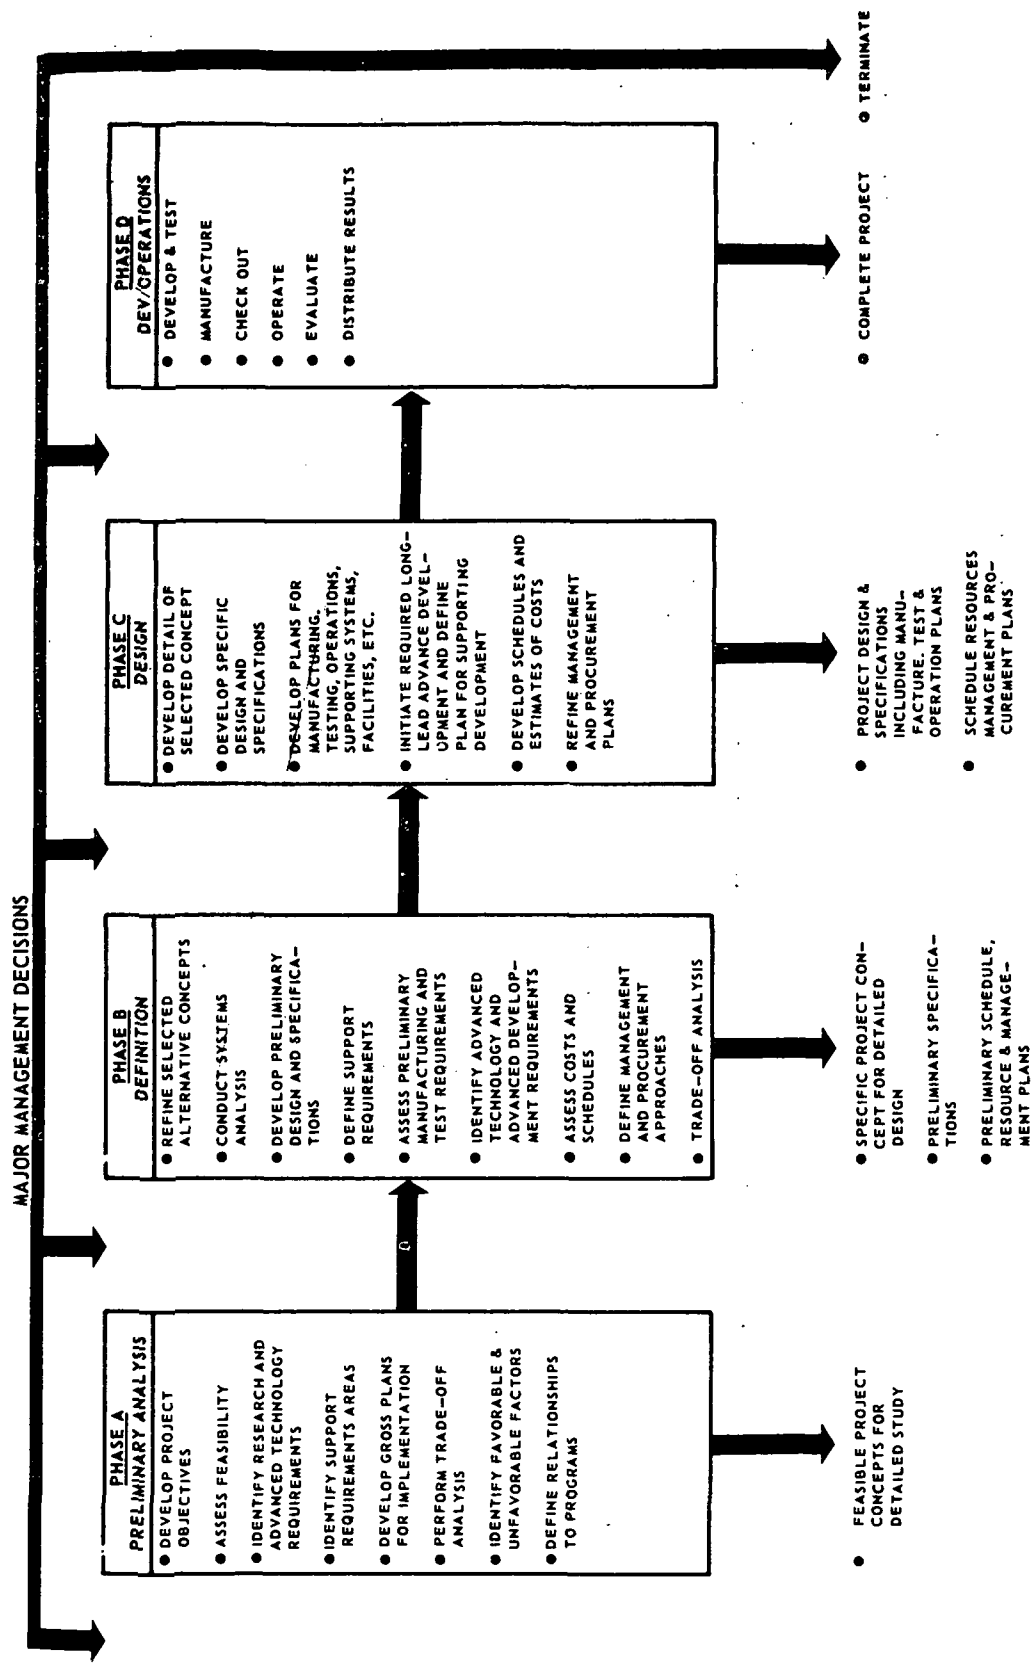 MAJOR MANAGEMENT DECISIONS
PHASE A
PRELIMINARY ANALYSIS
● DEVELOP PROJECT
OBJECTIVES
● ASSESS FEASIBILITY
● IDENTIFY RESEARCH AND
ADVANCED TECHNOLOGY
REQUIREMENTS
● IDENTIFY SUPPORT
REQUIREMENTS AREAS
● DEVELOP GROSS PLANS
FOR IMPLEMENTATION
● PERFORM TRADE-OFF
ANALYSIS
● IDENTIFY FAVORABLE &
UNFAVORABLE FACTORS
● DEFINE RELATIONSHIPS
TO PROGRAMS
● FEASIBLE PROJECT
CONCEPTS FOR
DETAILED STUDY
PHASE B
DEFINITION
● REFINE SELECTED
ALTERNATIVE CONCEPTS
● CONDUCT SYSTEMS
ANALYSIS
● DEVELOP PRELIMINARY
DESIGN AND SPECIFICA-
TIONS
● DEFINE SUPPORT
REQUIREMENTS
● ASSESS PRELIMINARY
MANUFACTURING AND
TEST REQUIREMENTS
● IDENTIFY ADVANCED
TECHNOLOGY AND
ADVANCED DEVELOP-
MENT REQUIREMENTS
● ASSESS COSTS AND
SCHEDULES
● DEFINE MANAGEMENT
AND PROCUREMENT
APPROACHES
● TRADE-OFF ANALYSIS
● SPECIFIC PROJECT CON-
CEPT FOR DETAILED
DESIGN
● PRELIMINARY SPECIFICA-
TIONS
● PRELIMINARY SCHEDULE,
RESOURCE & MANAGE-
MENT PLANS
PHASE C
DESIGN
● DEVELOP DETAIL OF
SELECTED CONCEPT
● DEVELOP SPECIFIC
DESIGN AND
SPECIFICATIONS
● DEVELOP PLANS FOR
MANUFACTURING.
TESTING, OPERATIONS,
SUPPORTING SYSTEMS,
FACILITIES, ETC.
● INITIATE REQUIRED LONG-
LEAD ADVANCE DEVEL-
OPMENT AND DEFINE
PLAN FOR SUPPORTING
DEVELOPMENT
● DEVELOP SCHEDULES AND
ESTIMATES OF COSTS
● REFINE MANAGEMENT
AND PROCUREMENT
PLANS
● PROJECT DESIGN &
SPECIFICATIONS
INCLUDING MANU-
FACTURE, TEST &
OPERATION PLANS
● SCHEDULE RESOURCES
MANAGEMENT & PRO-
CUREMENT PLANS
PHASE D
DEV/OPERATIONS
● DEVELOP & TEST
● MANUFACTURE
● CHECK OUT
● OPERATE
● EVALUATE
● DISTRIBUTE RESULTS
● COMPLETE PROJECT
● TERMINATE